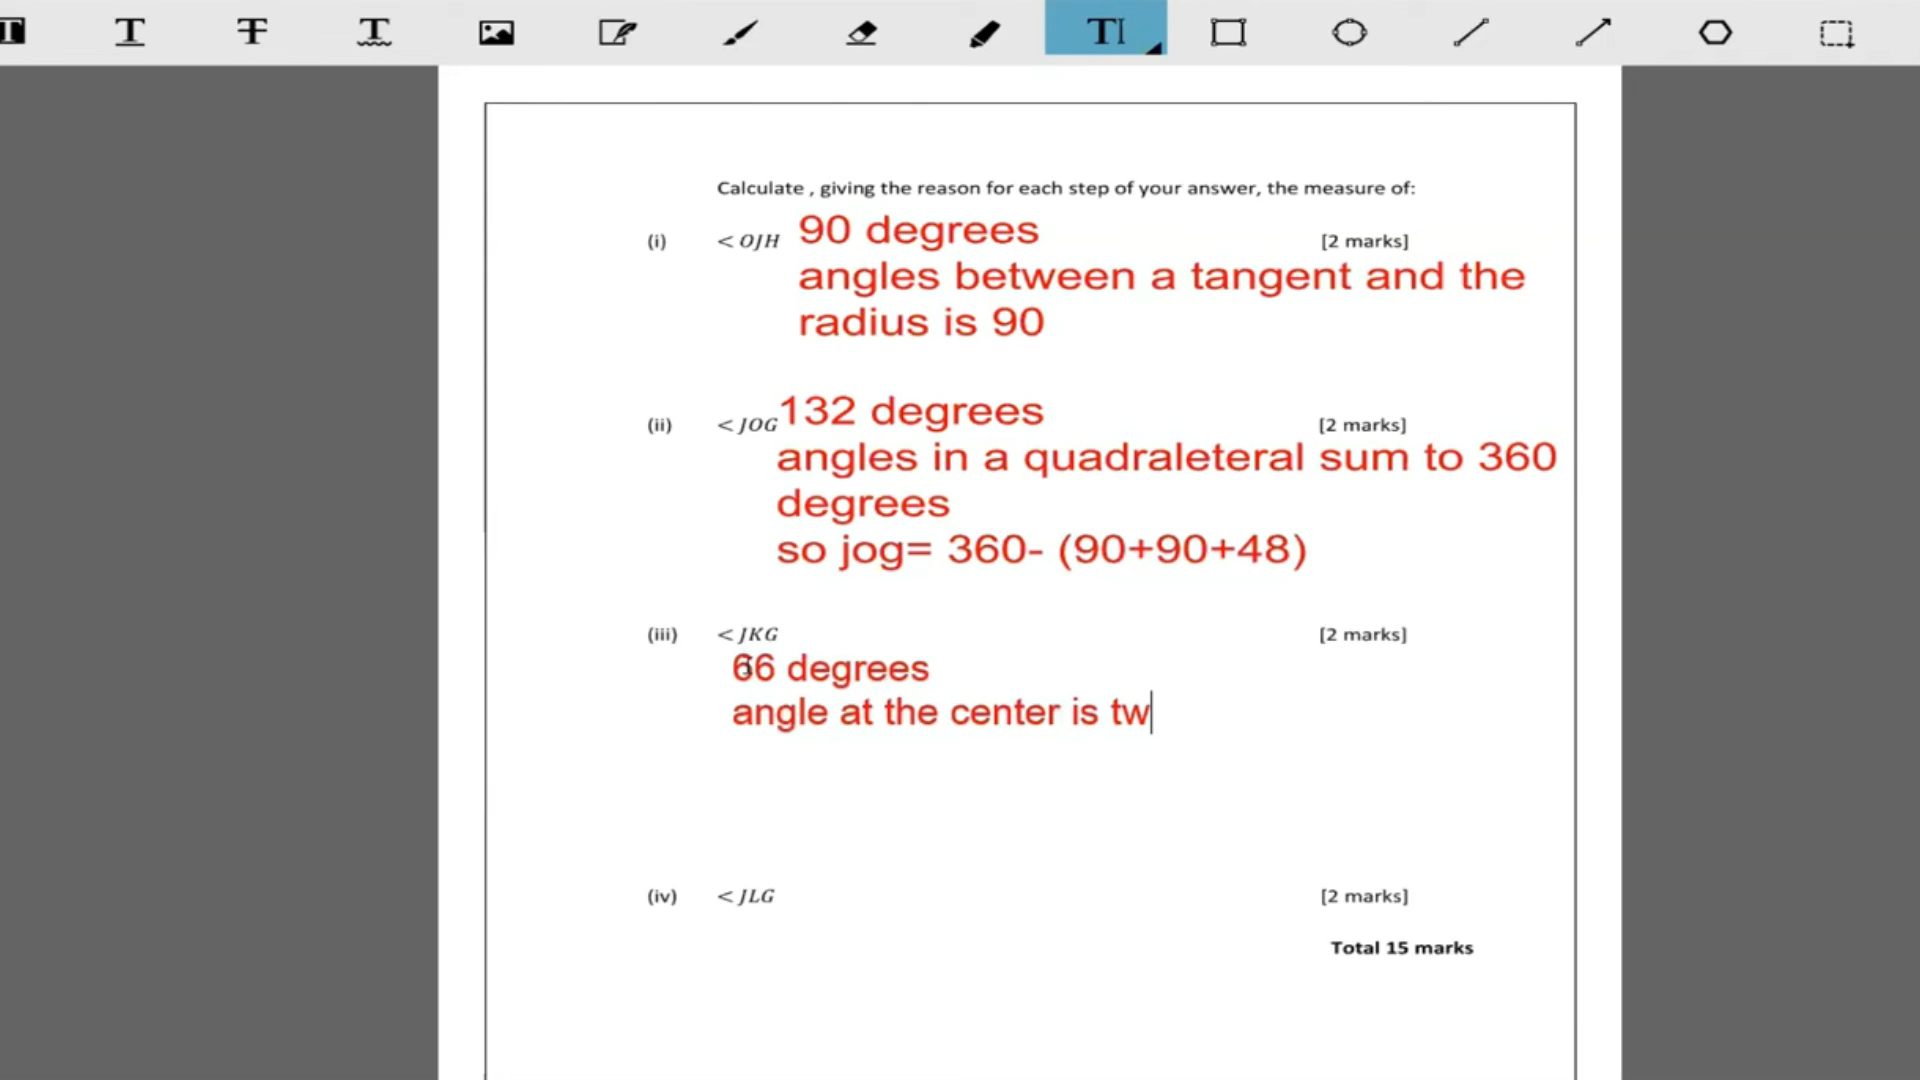 Calculate , giving the reason for each step of your answer, the measure of:
(i) < OJH 90 degrees [2 marks]
angles between a tangent and the
radius is 90
(ii) < JOG 132 degrees [2 marks]
angles in a quadraleteral sum to 360
degrees
so jog= 360- (90+90+48)
(iii) < JKG [2 marks]
66 degrees
angle at the center is tw
(iv) < JLG [2 marks]
Total 15 marks